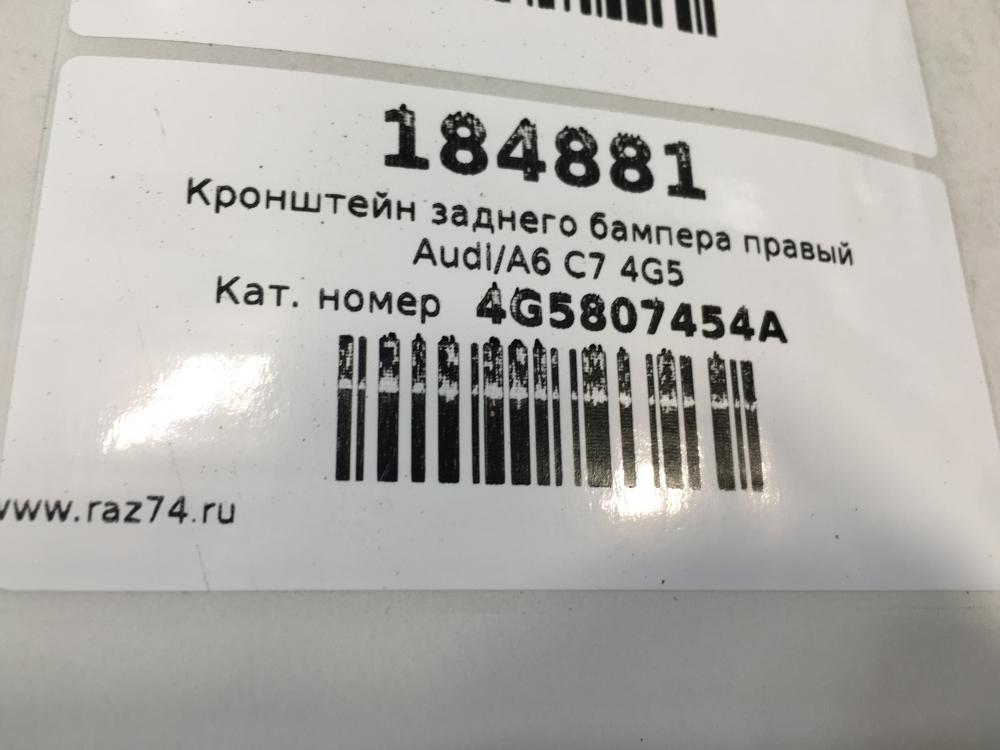 184881
Кронштейн заднего бампера правый
Audi/A6 C7 4G5
Кат. номер 4G5807454A
www.raz74.ru